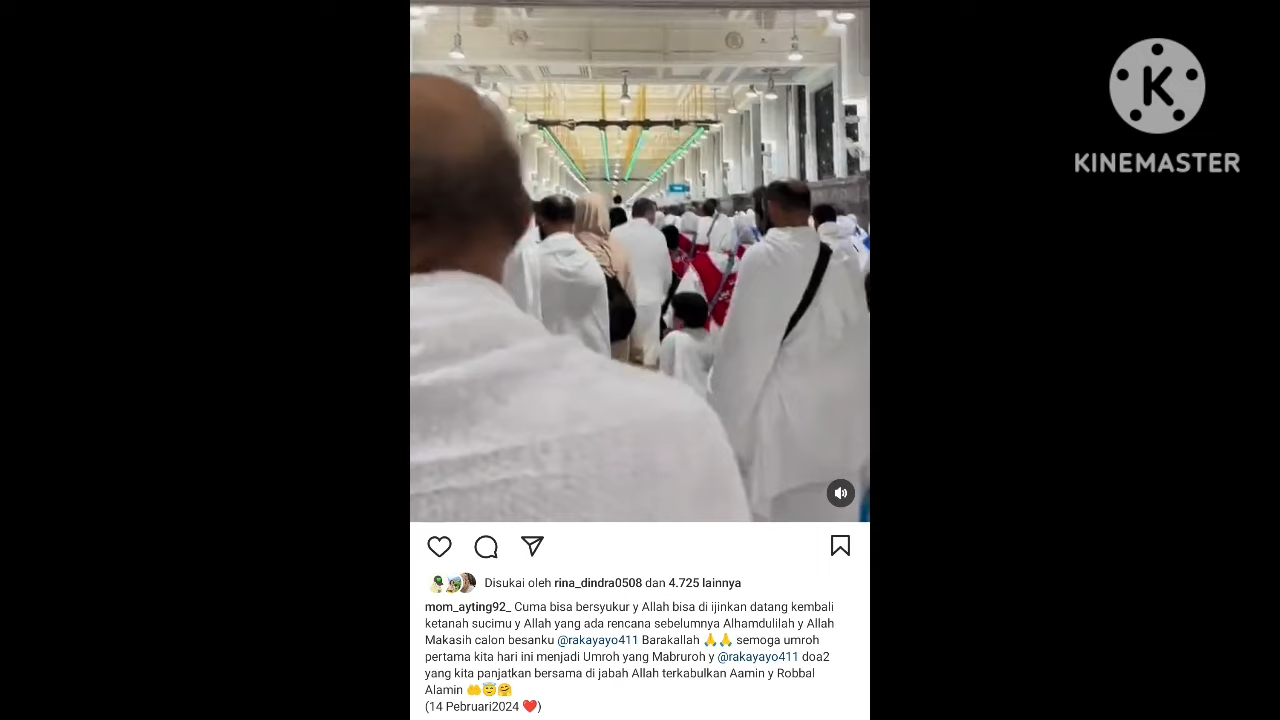 K
KINEMASTER
Disukai oleh rina_dindra0508 dan 4.725 lainnya
mom_ayting92_ Cuma bisa bersyukur y Allah bisa di ijinkan datang kembali
ketanah sucimu y Allah yang ada rencana sebelumnya Alhamdulilah y Allah
Makasih calon besanku @rakayayo411 Barakallah 🙏🙏 semoga umroh
pertama kita hari ini menjadi Umroh yang Mabruroh y @rakayayo411 doa2
yang kita panjatkan bersama di jabah Allah terkabulkan Aamin y Robbal
Alamin 🤲😇🤗
(14 Pebruari2024 ❤️)